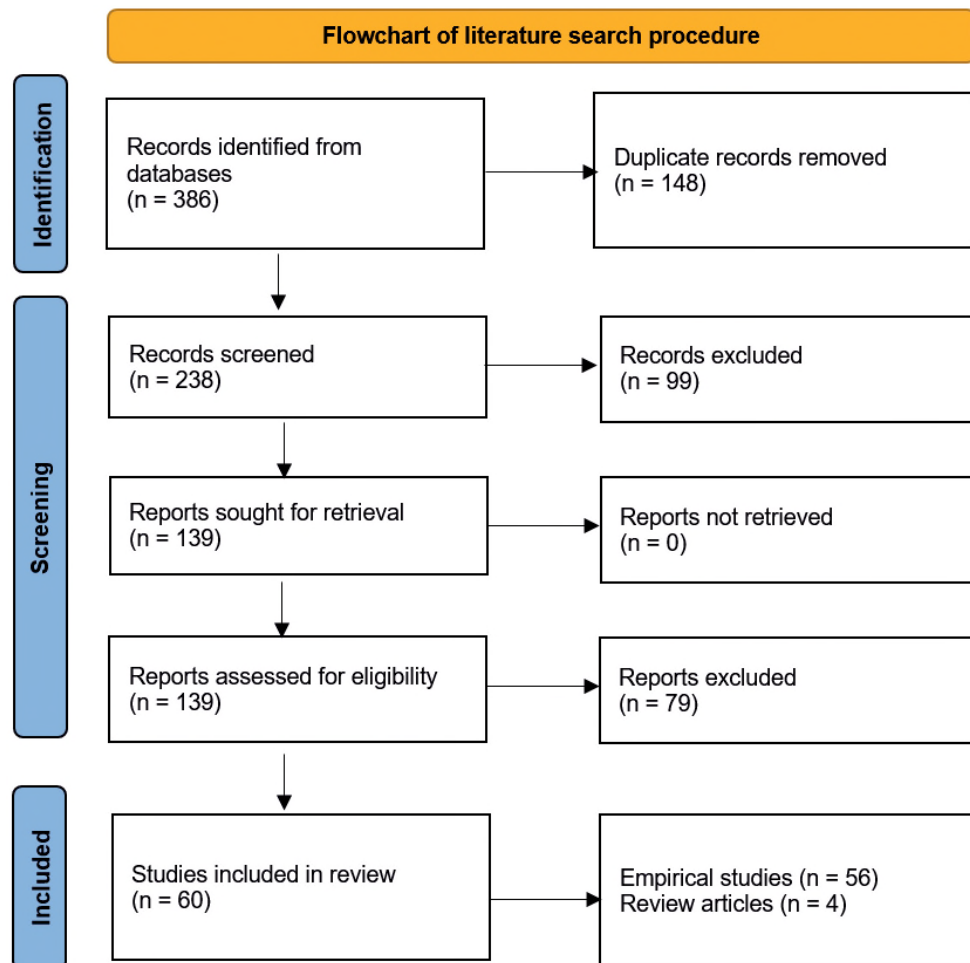 Flowchart of literature search procedure
Identification
Records identified from
databases
(n = 386)
Duplicate records removed
(n = 148)
Screening
Records screened
(n = 238)
Records excluded
(n = 99)
Reports sought for retrieval
(n = 139)
Reports not retrieved
(n = 0)
Reports assessed for eligibility
(n = 139)
Reports excluded
(n = 79)
Included
Studies included in review
(n = 60)
Empirical studies (n = 56)
Review articles (n = 4)